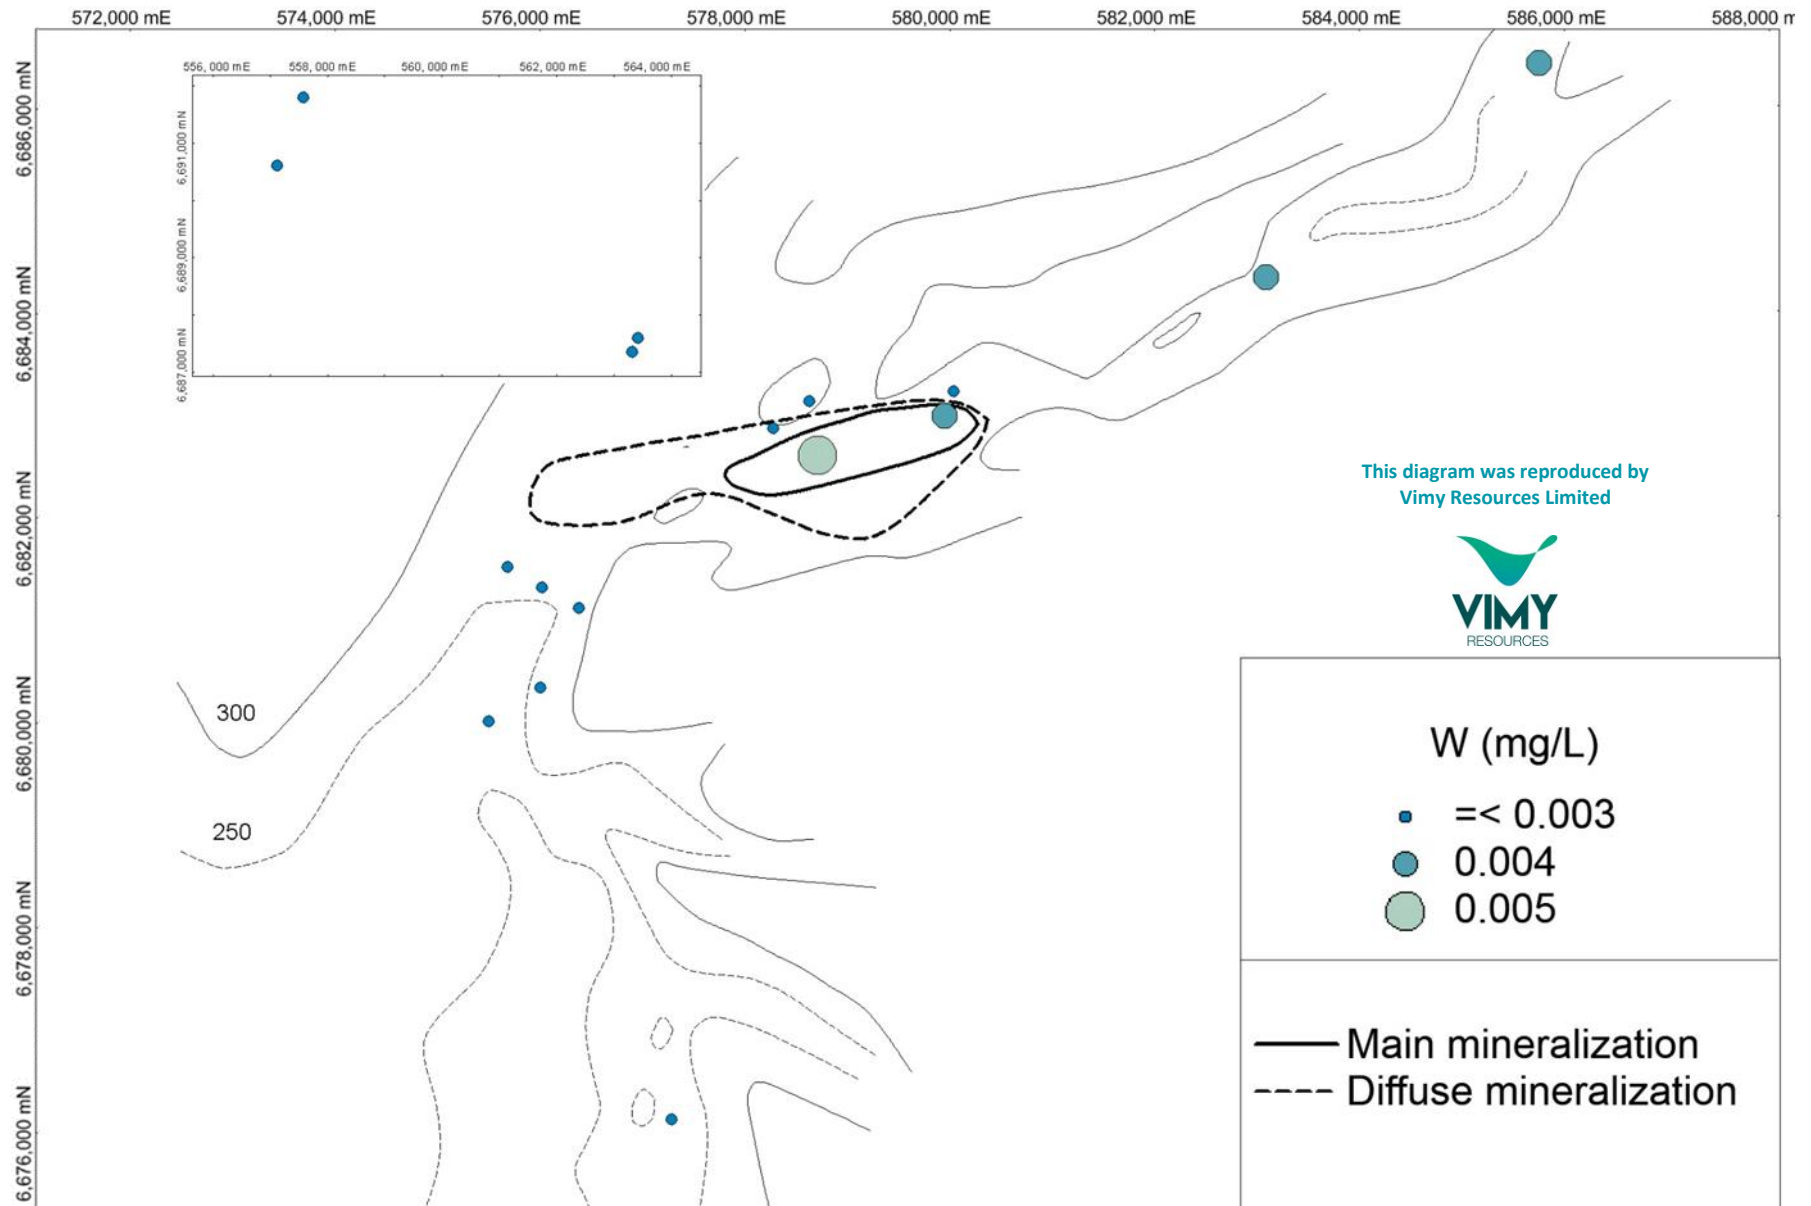 572,000 mE 574,000 mE 576,000 mE 578,000 mE 580,000 mE 582,000 mE 584,000 mE 586,000 mE 588,000 m
556,000 mE 558,000 mE 560,000 mE 562,000 mE 564,000 mE
6,691,000 mN
6,689,000 mN
6,687,000 mN
6,686,000 mN
6,684,000 mN
6,682,000 mN
6,680,000 mN
6,678,000 mN
6,676,000 mN
300
250
This diagram was reproduced by
Vimy Resources Limited
VIMY
RESOURCES
W (mg/L)
=< 0.003
0.004
0.005
Main mineralization
Diffuse mineralization